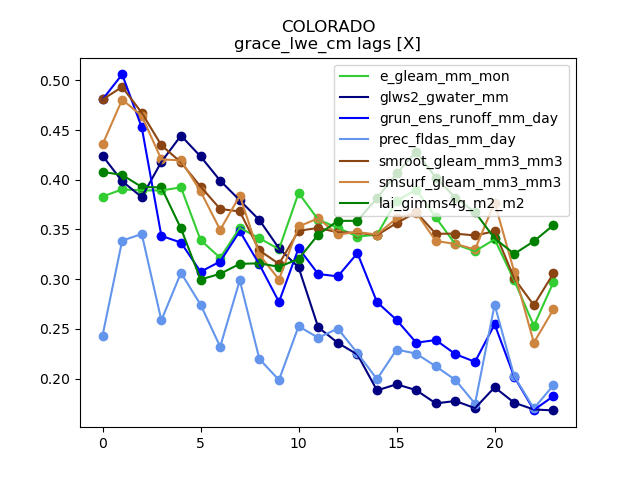 COLORADO
grace_lwe_cm lags [X]
e_gleam_mm_mon
glws2_gwater_mm
grun_ens_runoff_mm_day
prec_fldas_mm_day
smroot_gleam_mm3_mm3
smsurf_gleam_mm3_mm3
lai_gimms4g_m2_m2
0.50
0.45
0.40
0.35
0.30
0.25
0.20
0 5 10 15 20